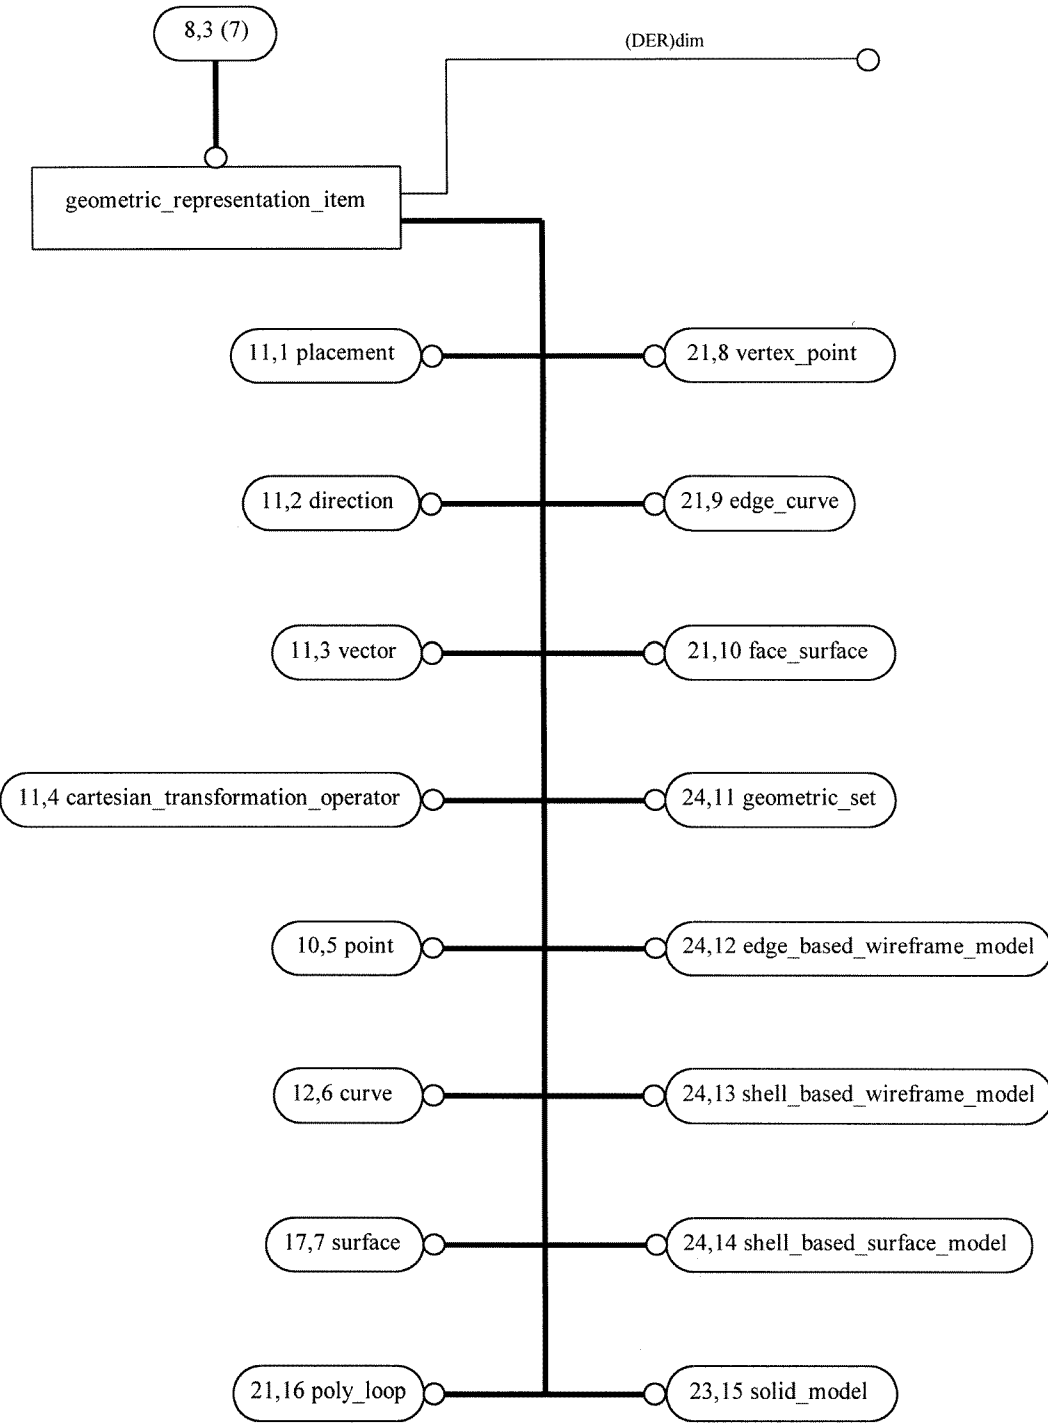 8,3 (7)
(DER)dim
geometric_representation_item
11,1 placement
21,8 vertex_point
11,2 direction
21,9 edge_curve
11,3 vector
21,10 face_surface
11,4 cartesian_transformation_operator
24,11 geometric_set
10,5 point
24,12 edge_based_wireframe_model
12,6 curve
24,13 shell_based_wireframe_model
17,7 surface
24,14 shell_based_surface_model
21,16 poly_loop
23,15 solid_model